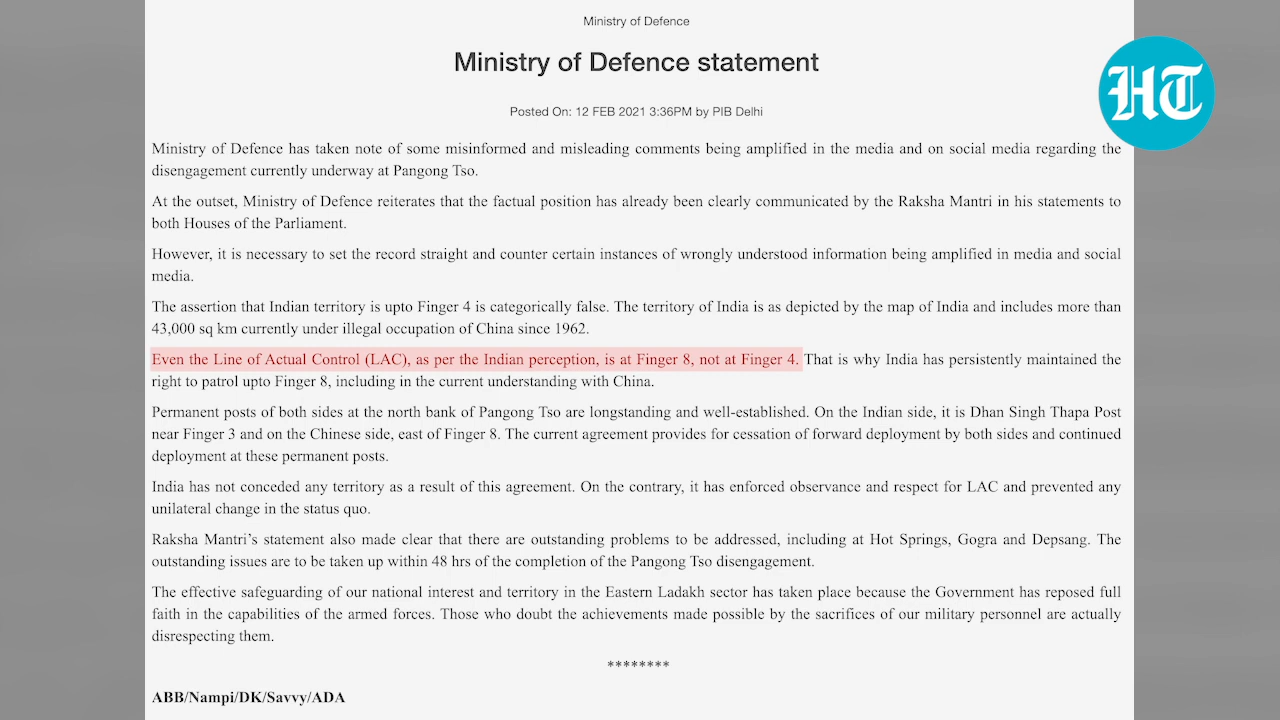 Ministry of Defence
HT
Ministry of Defence statement
Posted On: 12 FEB 2021 3:36PM by PIB Delhi
Ministry of Defence has taken note of some misinformed and misleading comments being amplified in the media and on social media regarding the
disengagement currently underway at Pangong Tso.
At the outset, Ministry of Defence reiterates that the factual position has already been clearly communicated by the Raksha Mantri in his statements to
both Houses of the Parliament.
However, it is necessary to set the record straight and counter certain instances of wrongly understood information being amplified in media and social
media.
The assertion that Indian territory is upto Finger 4 is categorically false. The territory of India is as depicted by the map of India and includes more than
43,000 sq km currently under illegal occupation of China since 1962.
Even the Line of Actual Control (LAC), as per the Indian perception, is at Finger 8, not at Finger 4. That is why India has persistently maintained the
right to patrol upto Finger 8, including in the current understanding with China.
Permanent posts of both sides at the north bank of Pangong Tso are longstanding and well-established. On the Indian side, it is Dhan Singh Thapa Post
near Finger 3 and on the Chinese side, east of Finger 8. The current agreement provides for cessation of forward deployment by both sides and continued
deployment at these permanent posts.
India has not conceded any territory as a result of this agreement. On the contrary, it has enforced observance and respect for LAC and prevented any
unilateral change in the status quo.
Raksha Mantri’s statement also made clear that there are outstanding problems to be addressed, including at Hot Springs, Gogra and Depsang. The
outstanding issues are to be taken up within 48 hrs of the completion of the Pangong Tso disengagement.
The effective safeguarding of our national interest and territory in the Eastern Ladakh sector has taken place because the Government has reposed full
faith in the capabilities of the armed forces. Those who doubt the achievements made possible by the sacrifices of our military personnel are actually
disrespecting them.
********
ABB/Nampi/DK/Savvy/ADA